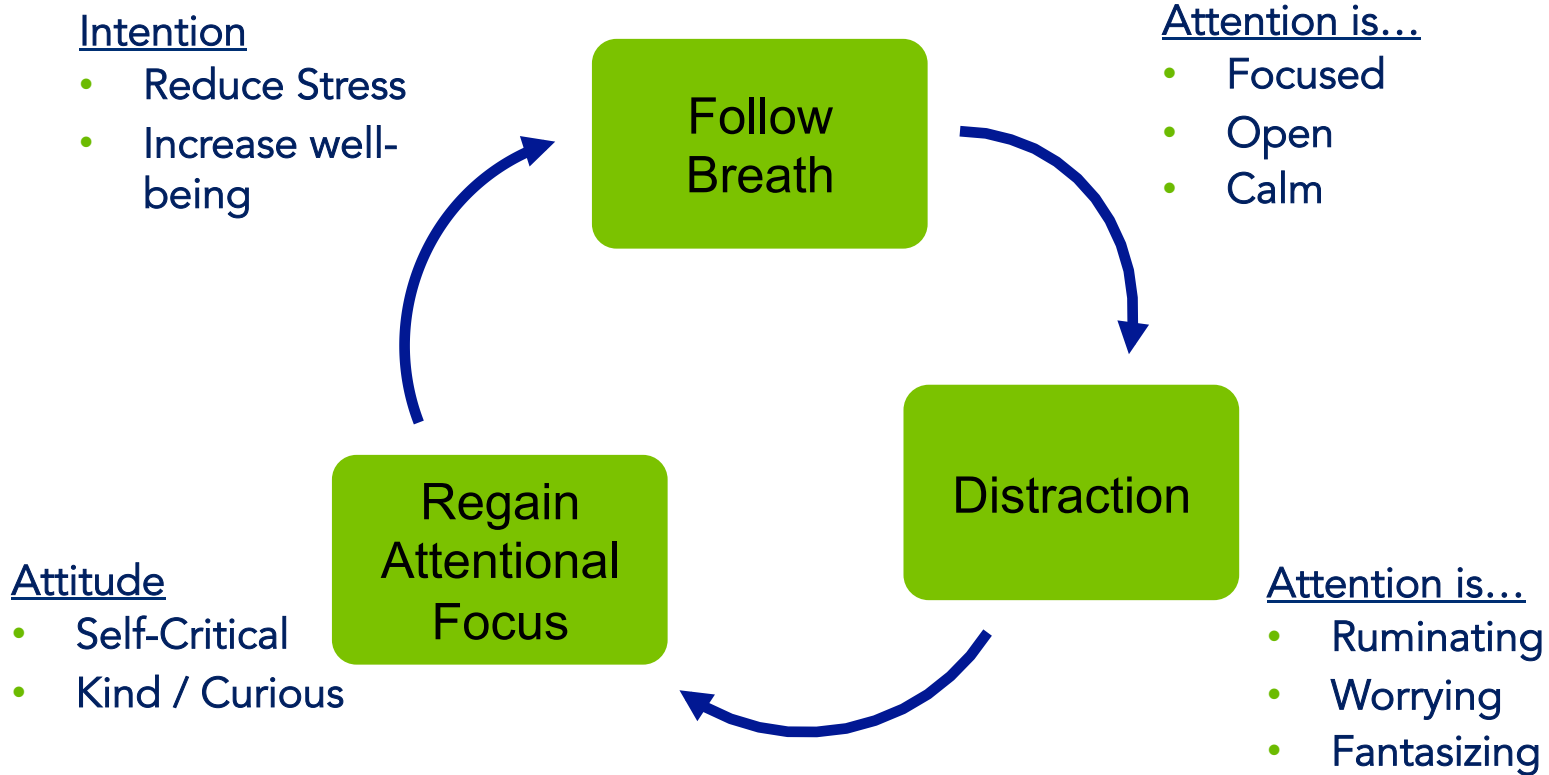 Intention
• Reduce Stress
• Increase well-
being
Follow
Breath
Attention is…
• Focused
• Open
• Calm
Distraction
Attention is…
• Ruminating
• Worrying
• Fantasizing
Regain
Attentional
Focus
Attitude
• Self-Critical
• Kind / Curious